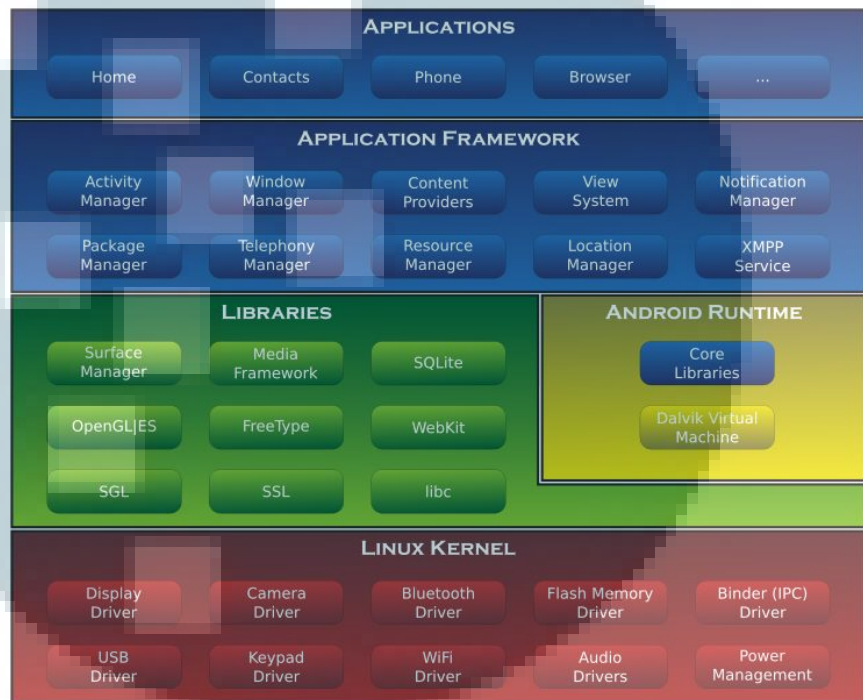 APPLICATIONS
Home Contacts Phone Browser ...
APPLICATION FRAMEWORK
Activity Manager Window Manager Content Providers View System Notification Manager
Package Manager Telephony Manager Resource Manager Location Manager XMPP Service
LIBRARIES
Surface Manager Media Framework SQLite
OpenGL|ES FreeType WebKit
SGL SSL libc
ANDROID RUNTIME
Core Libraries
Dalvik Virtual Machine
LINUX KERNEL
Display Driver Camera Driver Bluetooth Driver Flash Memory Driver Binder (IPC) Driver
USB Driver Keypad Driver WiFi Driver Audio Drivers Power Management